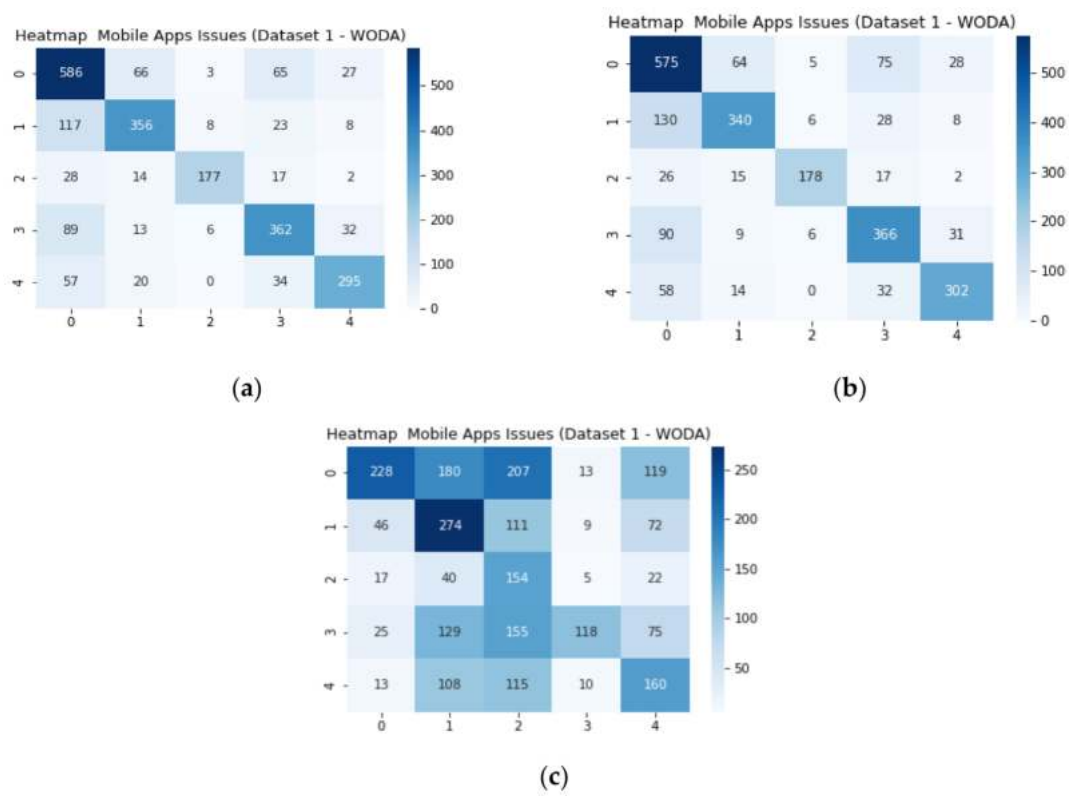 Heatmap Mobile Apps Issues (Dataset 1 - WODA)
0 586 66 3 65 27
1 117 356 8 23 8
2 28 14 177 17 2
3 89 13 6 362 32
4 57 20 0 34 295
0 1 2 3 4
- 500
- 400
- 300
- 200
- 100
- 0
(a)
Heatmap Mobile Apps Issues (Dataset 1 - WODA)
0 575 64 5 75 28
1 130 340 6 28 8
2 26 15 178 17 2
3 90 9 6 366 31
4 58 14 0 32 302
0 1 2 3 4
- 500
- 400
- 300
- 200
- 100
- 0
(b)
Heatmap Mobile Apps Issues (Dataset 1 - WODA)
0 228 180 207 13 119
1 46 274 111 9 72
2 17 40 154 5 22
3 25 129 155 118 75
4 13 108 115 10 160
0 1 2 3 4
- 250
- 200
- 150
- 100
- 50
(c)